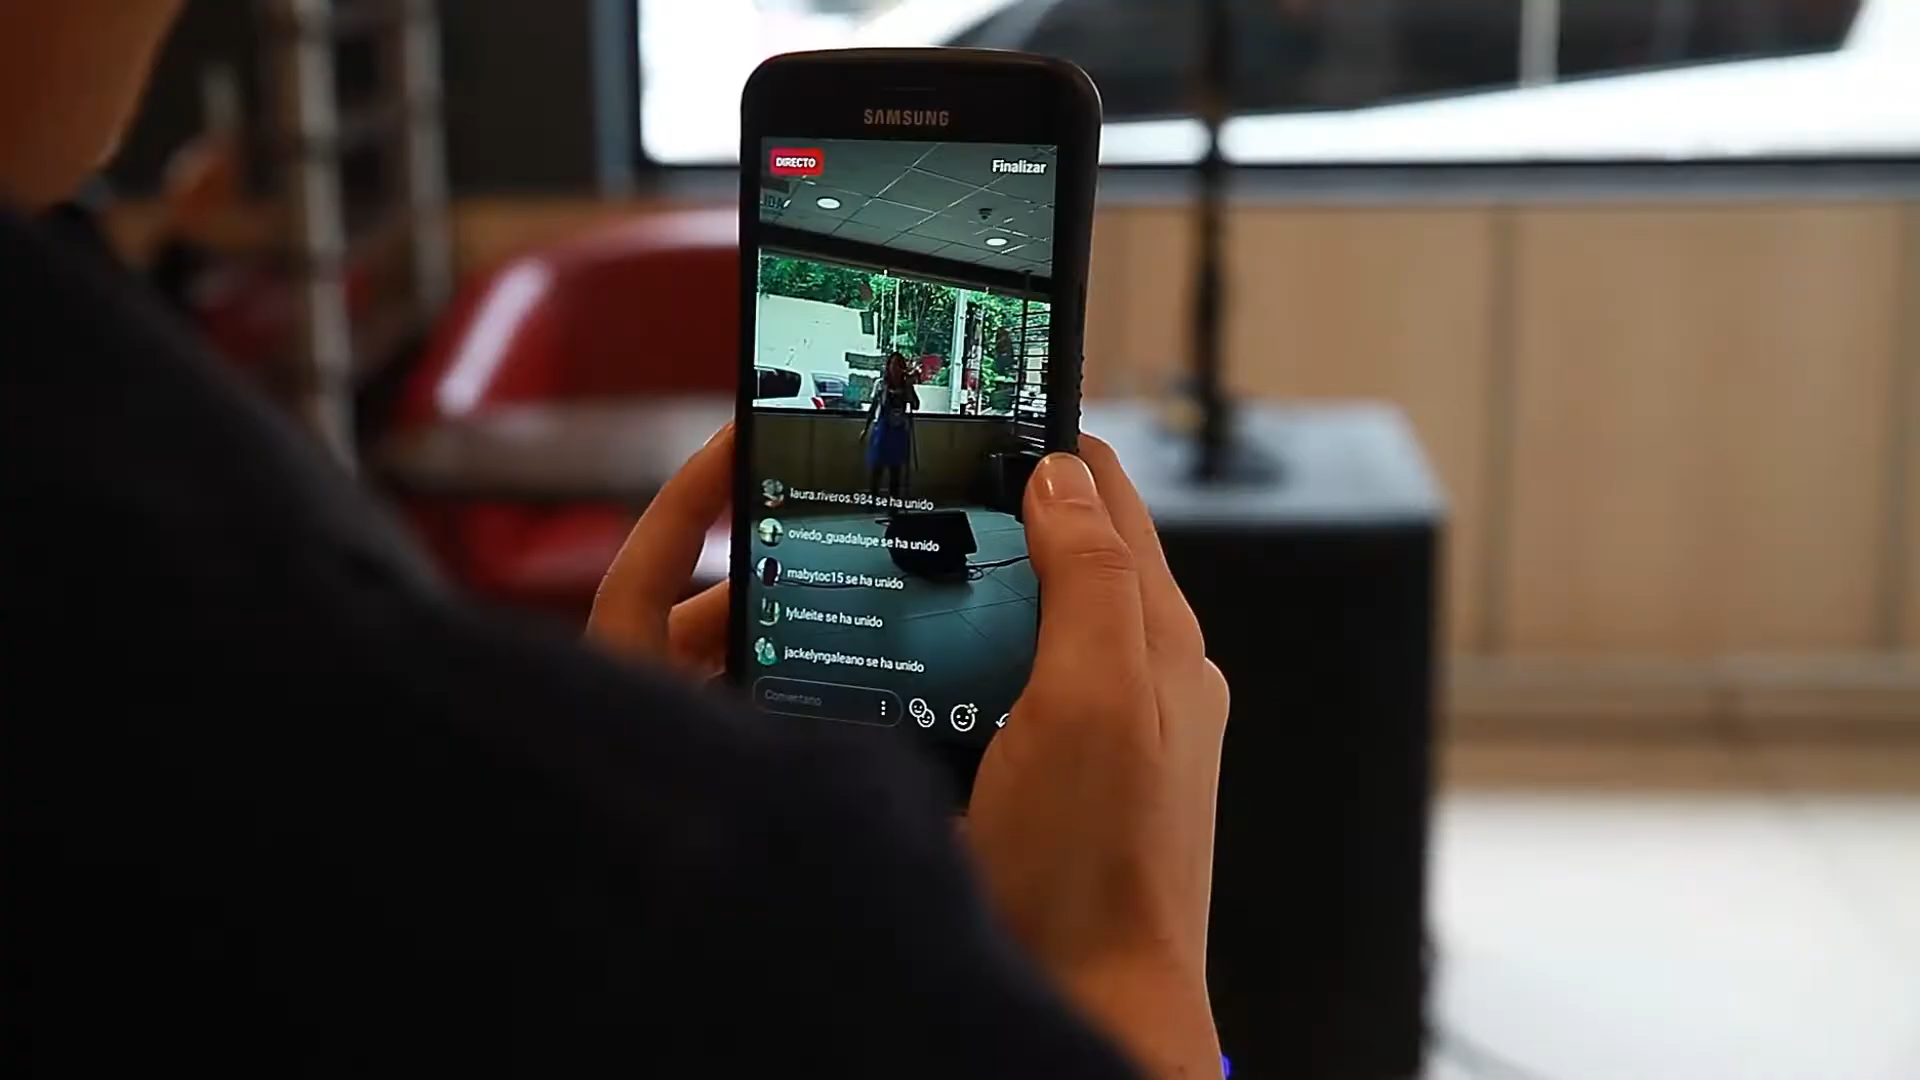 SAMSUNG
DIRECTO
Finalizar
laura.riveros.984 se ha unido
oviedo_guadalupe se ha unido
mabytoc15 se ha unido
lyluleite se ha unido
jackelyngaleano se ha unido
Comentario